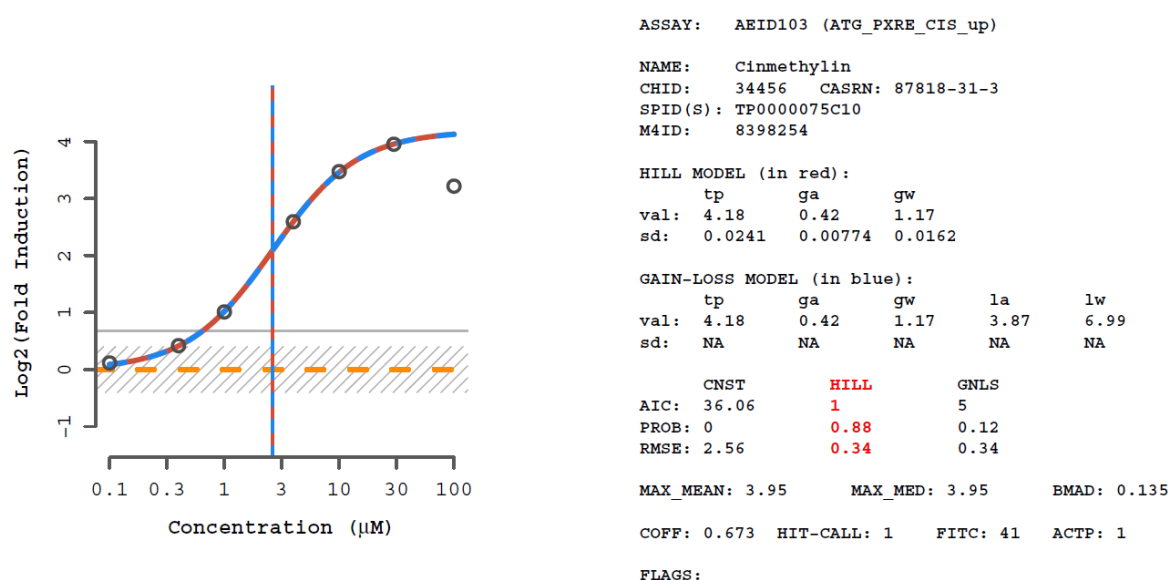 Log2(Fold Induction)
4
3
2
1
0
-1
0.1 0.3 1 3 10 30 100
Concentration (μM)
ASSAY: AEID103 (ATG_PXRE_CIS_up)
NAME: Cinmethylin
CHID: 34456 CASRN: 87818-31-3
SPID(S): TP0000075C10
M4ID: 8398254
HILL MODEL (in red):
tp ga gw
val: 4.18 0.42 1.17
sd: 0.0241 0.00774 0.0162
GAIN-LOSS MODEL (in blue):
tp ga gw la lw
val: 4.18 0.42 1.17 3.87 6.99
sd: NA NA NA NA NA
CNST HILL GNLS
AIC: 36.06 1 5
PROB: 0 0.88 0.12
RMSE: 2.56 0.34 0.34
MAX_MEAN: 3.95 MAX_MED: 3.95 BMAD: 0.135
COFF: 0.673 HIT-CALL: 1 FITC: 41 ACTP: 1
FLAGS: